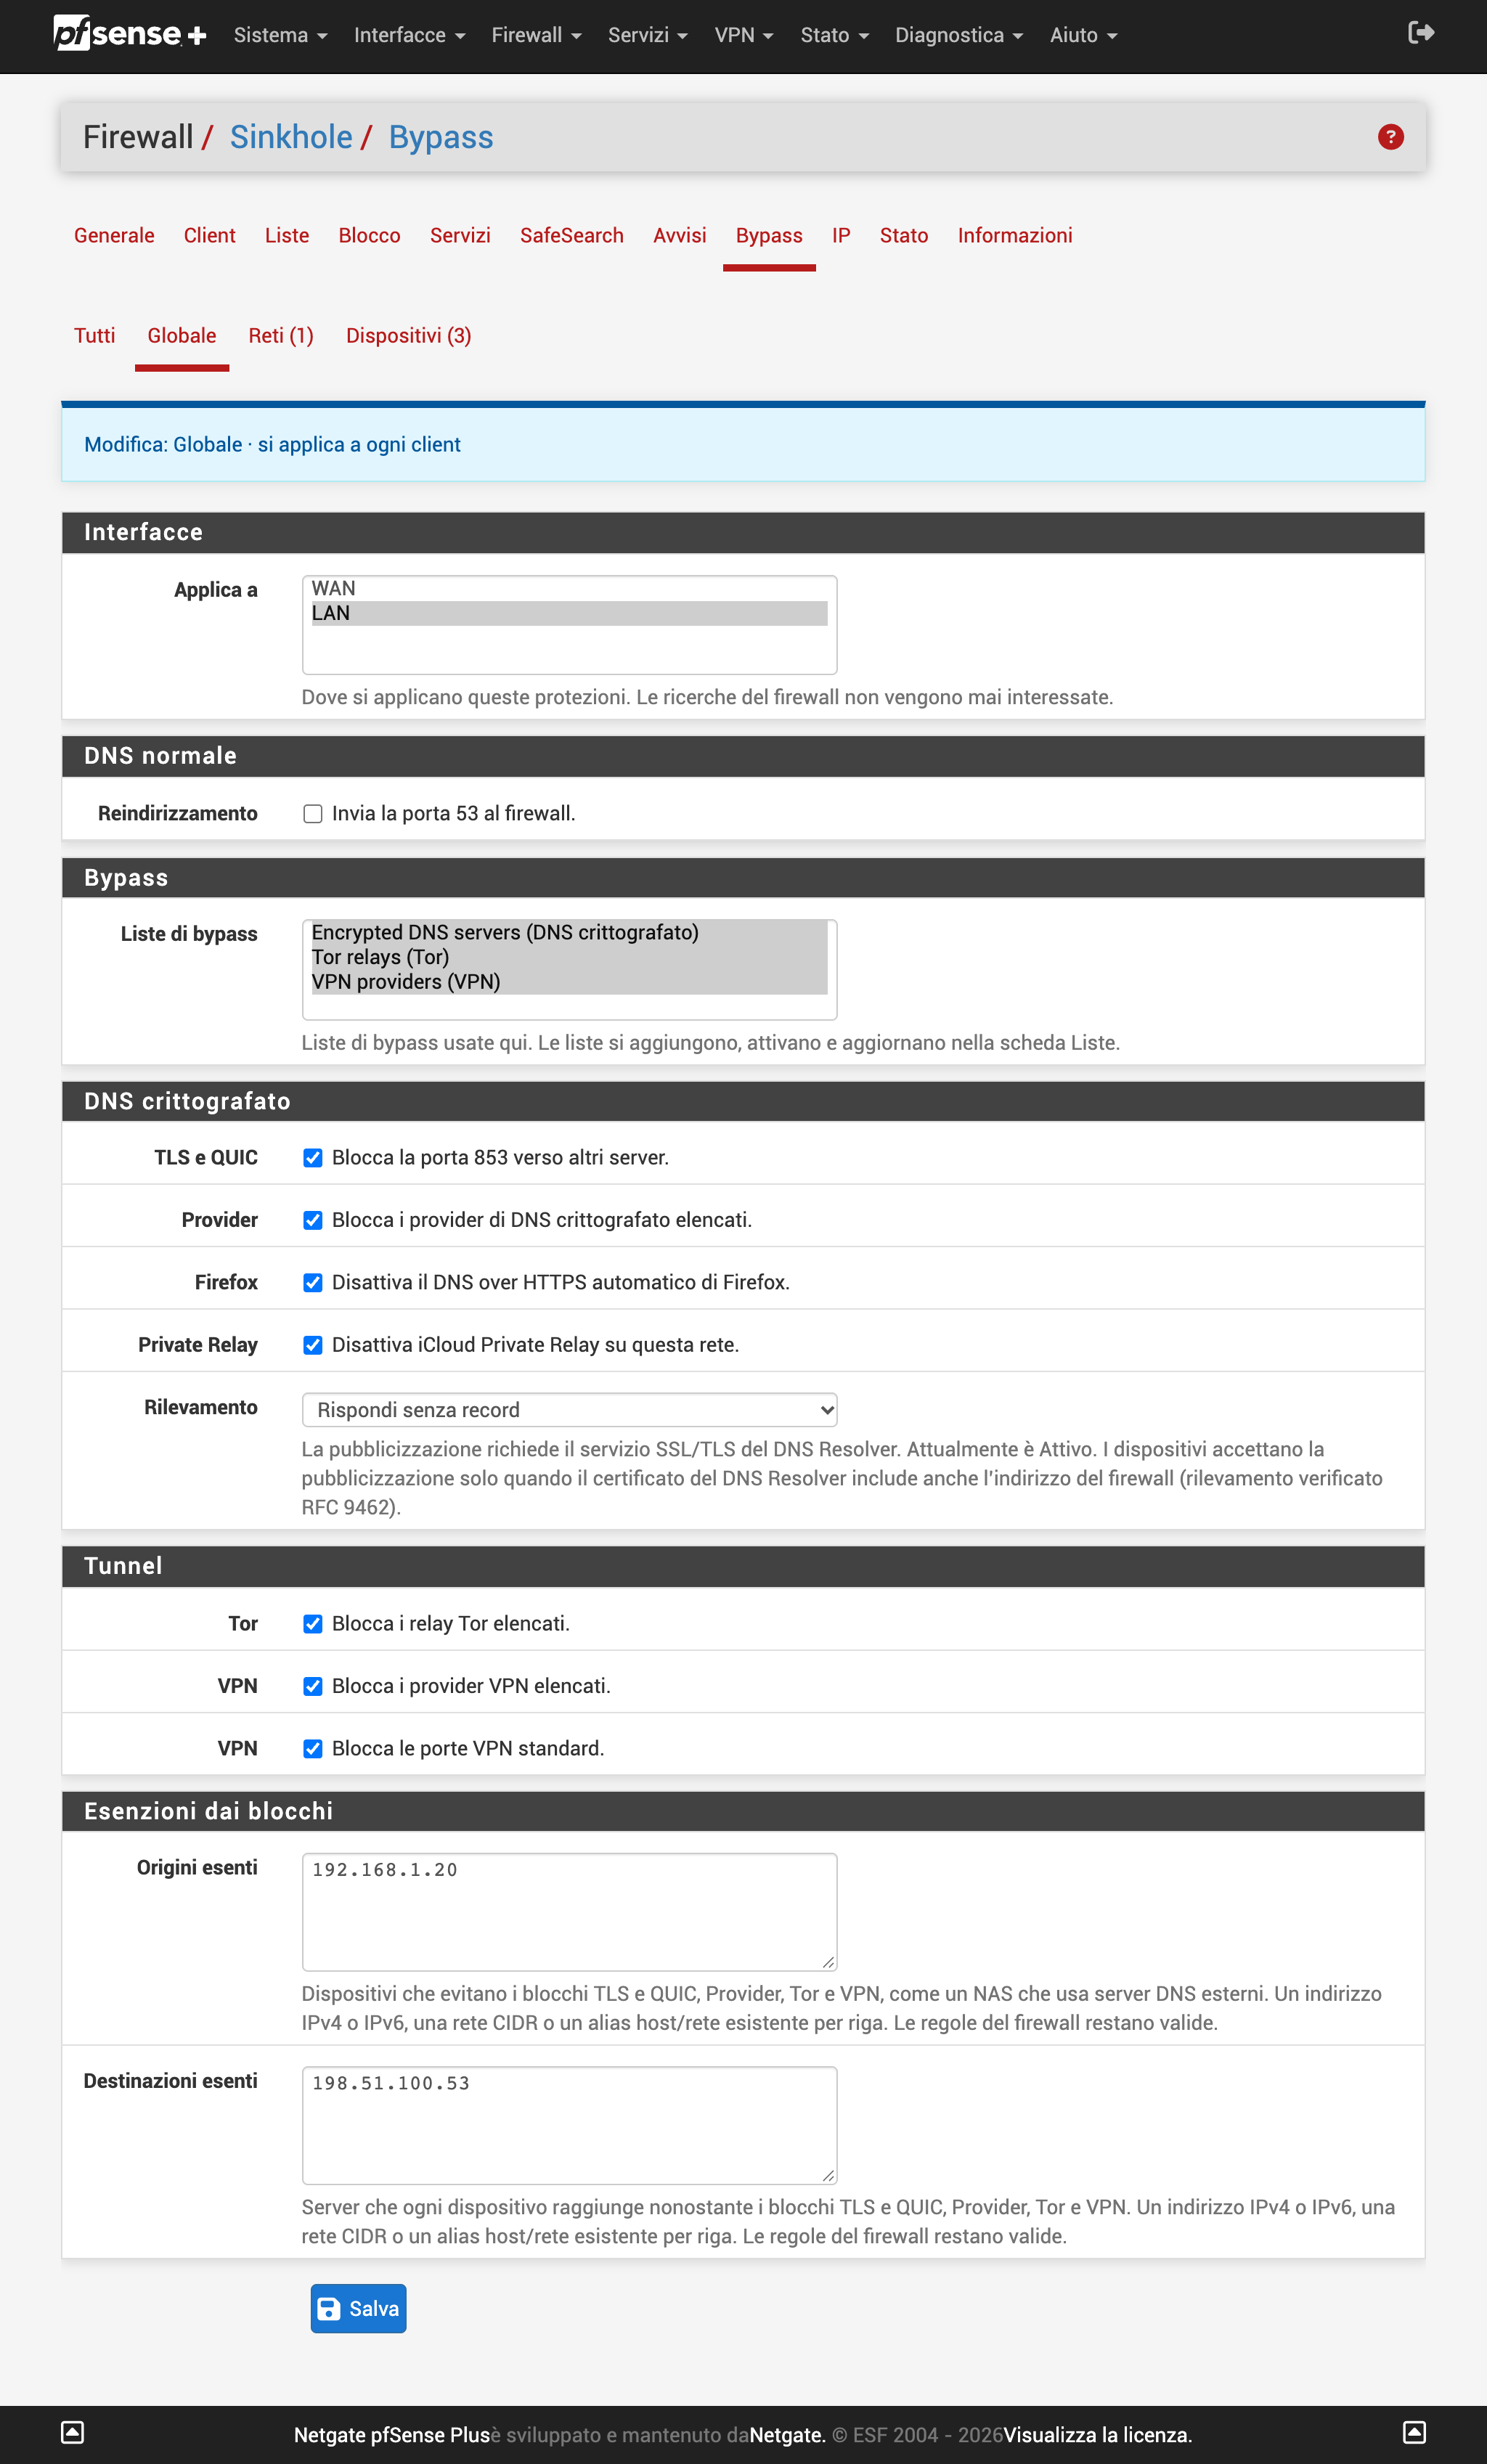 pfsense + Sistema Interfacce Firewall Servizi VPN Stato Diagnostica Aiuto
Firewall / Sinkhole / Bypass ?
Generale Client Liste Blocco Servizi SafeSearch Avvisi Bypass IP Stato Informazioni
Tutti Globale Reti (1) Dispositivi (3)
Modifica: Globale · si applica a ogni client
Interfacce
Applica a
WAN
LAN
Dove si applicano queste protezioni. Le ricerche del firewall non vengono mai interessate.
DNS normale
Reindirizzamento Invia la porta 53 al firewall.
Bypass
Liste di bypass
Encrypted DNS servers (DNS crittografato)
Tor relays (Tor)
VPN providers (VPN)
Liste di bypass usate qui. Le liste si aggiungono, attivano e aggiornano nella scheda Liste.
DNS crittografato
TLS e QUIC Blocca la porta 853 verso altri server.
Provider Blocca i provider di DNS crittografato elencati.
Firefox Disattiva il DNS over HTTPS automatico di Firefox.
Private Relay Disattiva iCloud Private Relay su questa rete.
Rilevamento Rispondi senza record
La pubblicizzazione richiede il servizio SSL/TLS del DNS Resolver. Attualmente è Attivo. I dispositivi accettano la
pubblicizzazione solo quando il certificato del DNS Resolver include anche l'indirizzo del firewall (rilevamento verificato
RFC 9462).
Tunnel
Tor Blocca i relay Tor elencati.
VPN Blocca i provider VPN elencati.
VPN Blocca le porte VPN standard.
Esenzioni dai blocchi
Origini esenti 192.168.1.20
Dispositivi che evitano i blocchi TLS e QUIC, Provider, Tor e VPN, come un NAS che usa server DNS esterni. Un indirizzo
IPv4 o IPv6, una rete CIDR o un alias host/rete esistente per riga. Le regole del firewall restano valide.
Destinazioni esenti 198.51.100.53
Server che ogni dispositivo raggiunge nonostante i blocchi TLS e QUIC, Provider, Tor e VPN. Un indirizzo IPv4 o IPv6, una
rete CIDR o un alias host/rete esistente per riga. Le regole del firewall restano valide.
Salva
Netgate pfSense Plusè sviluppato e mantenuto daNetgate. © ESF 2004 - 2026Visualizza la licenza.